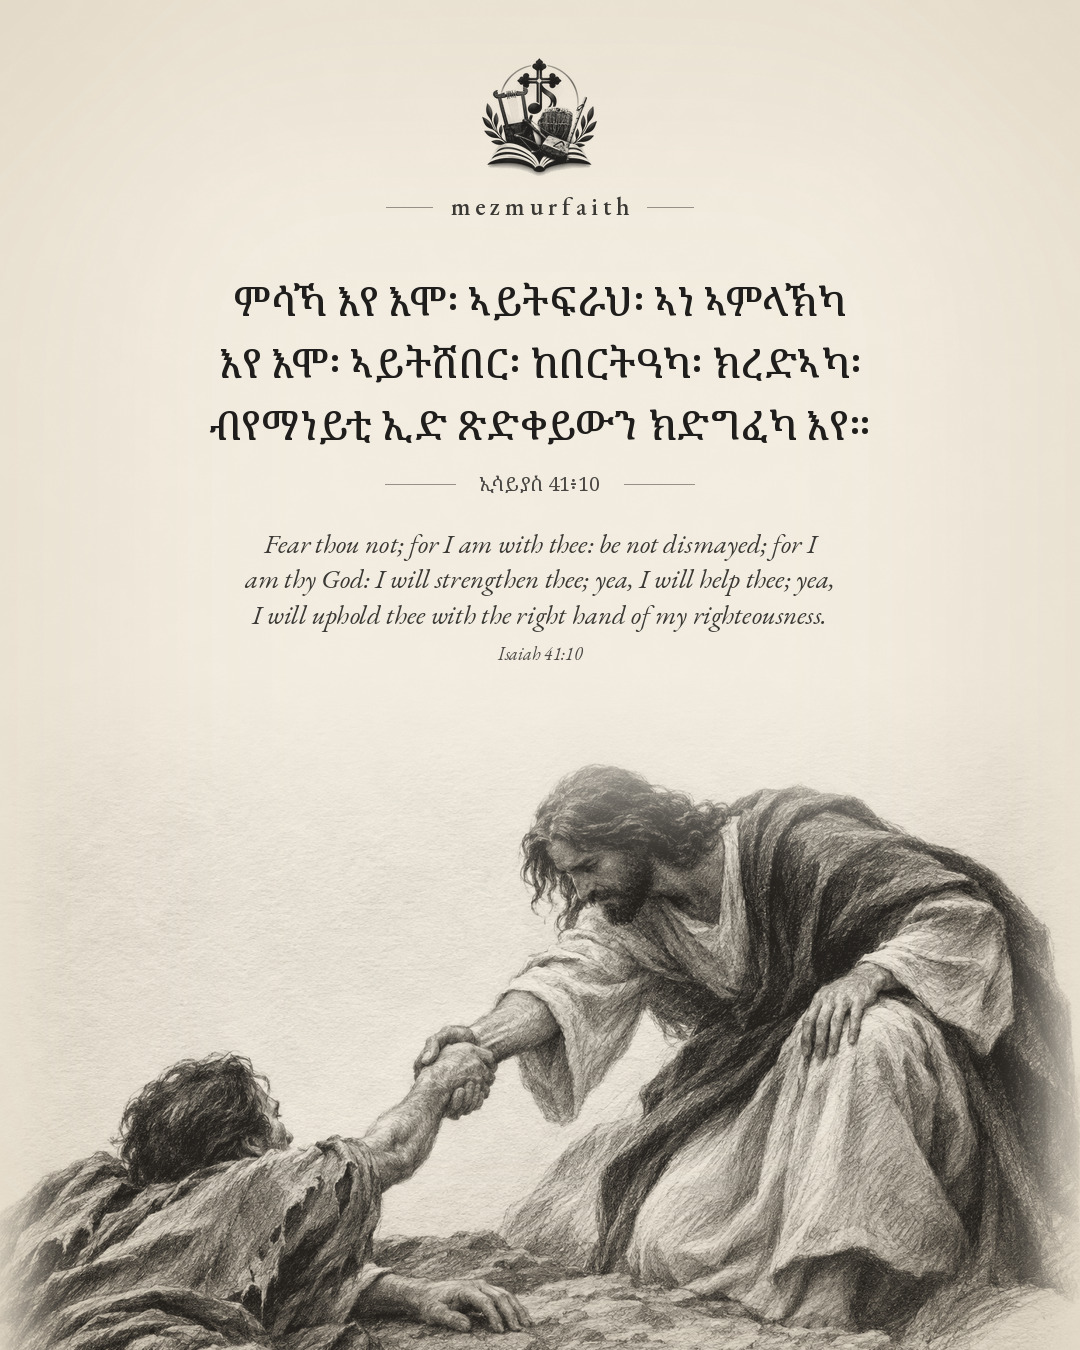 mezmurfaith
ምሳኻ እየ እሞ፡ ኣይትፍራህ፡ ኣነ ኣምላኽካ
እየ እሞ፡ ኣይትሸበር፡ ከበርትዓካ፡ ክረድኣካ፡
ብየማነይቲ ኢድ ጽድቀይውን ክድግፈካ እየ።
ኢሳይያስ 41፥10
Fear thou not; for I am with thee: be not dismayed; for I
am thy God: I will strengthen thee; yea, I will help thee; yea,
I will uphold thee with the right hand of my righteousness.
Isaiah 41:10